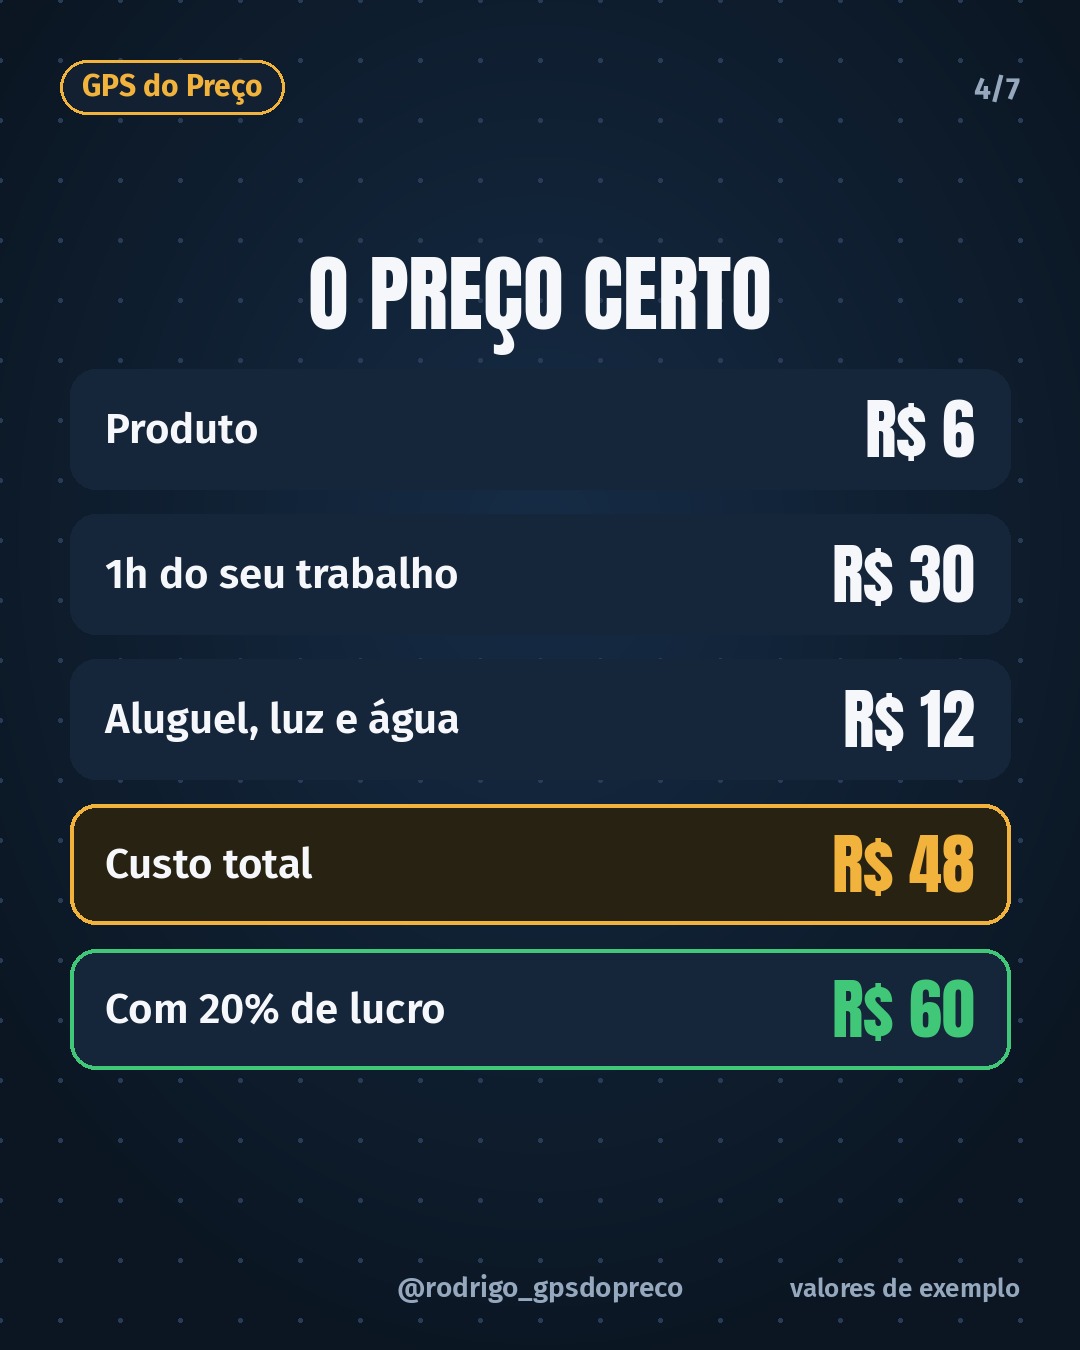 GPS do Preço
4/7
O PREÇO CERTO
Produto
R$ 6
1h do seu trabalho
R$ 30
Aluguel, luz e água
R$ 12
Custo total
R$ 48
Com 20% de lucro
R$ 60
@rodrigo_gpsdopreco
valores de exemplo